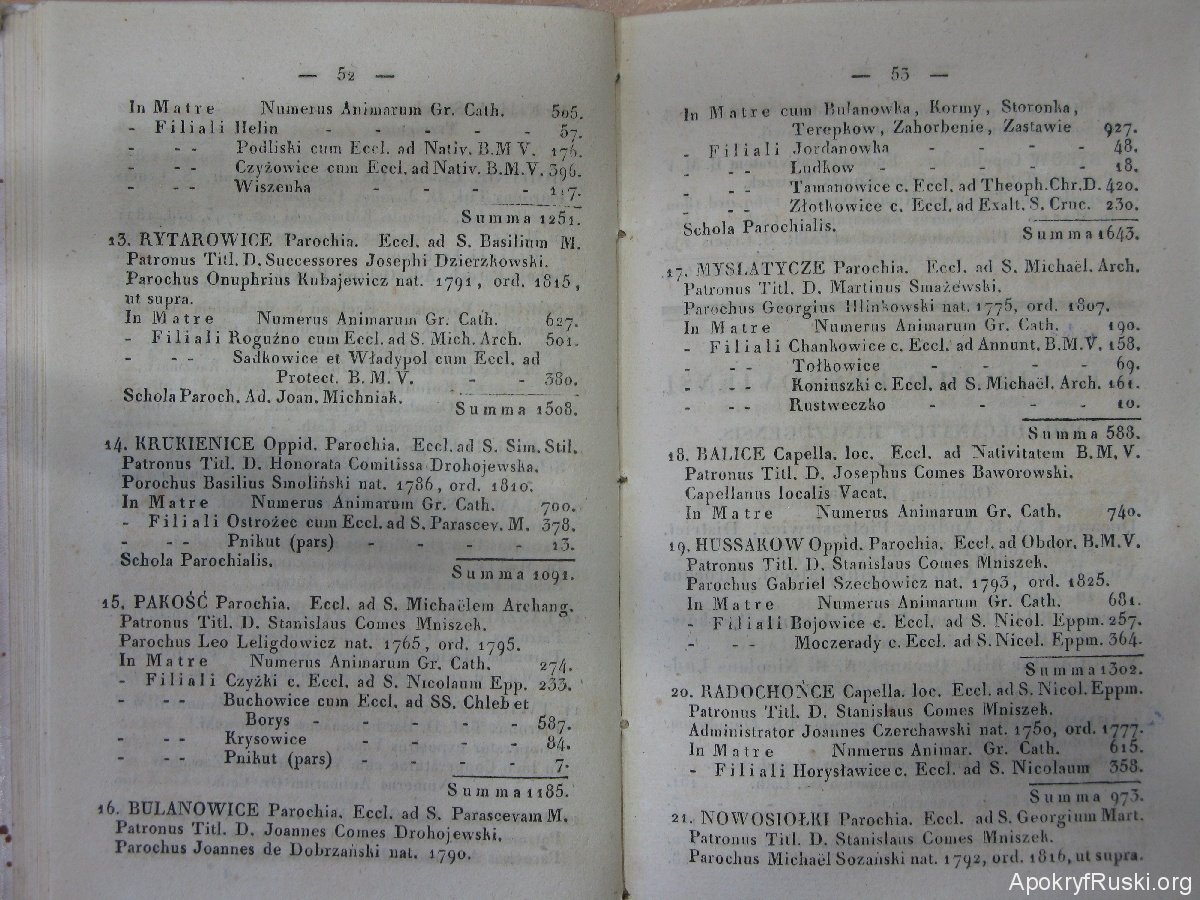 — 52 —
In Matre Numerus Animarum Gr. Cath. 505.
- Filiali Helin - - - - - 57.
- - - Podliski cum Eccl. ad Nativ. B.M V. 176.
- - - Czyżowice cum Eccl. ad Nativ. B.M.V. 396.
- - - Wiszenka - - - - 117.
Summa 1251.
13. RYTAROWICE Parochia. Eccl. ad S. Basilium M.
Patronus Titl. D. Successores Josephi Dzierzkowski.
Parochus Onuphrius Kubajewicz nat. 1791, ord. 1815,
ut supra.
In Matre Numerus Animarum Gr. Cath. 627.
- Filiali Roguźno cum Eccl. ad S. Mich. Arch. 501.
- - - Sadkowice et Władypol cum Eccl. ad
Protect. B. M. V. - - 380.
Schola Paroch. Ad. Joan. Michniak.
Summa 1508.
14. KRUKIENICE Oppid. Parochia. Eccl. ad S. Sim. Stil.
Patronus Titl. D. Honorata Comitissa Drohojewska.
Porochus Basilius Smoliński nat. 1786, ord. 1810.
In Matre Numerus Animarum Gr. Cath. 700.
- Filiali Ostrożec cum Eccl. ad S. Parascev. M. 378.
- - - Pnikut (pars) - - - - 13.
Schola Parochialis.
Summa 1091.
15. PAKOŚĆ Parochia. Eccl. ad S. Michaëlem Archang.
Patronus Titl. D. Stanislaus Comes Mniszek.
Parochus Leo Leligdowicz nat. 1765, ord. 1795.
In Matre Numerus Animarum Gr. Cath. 274.
- Filiali Czyżki c. Eccl. ad S. Nicolaum Epp. 233.
- - - Buchowice cum Eccl. ad SS. Chleb et
Borys - - - - - 587.
- - - Krysowice - - - - 84.
- - - Pnikut (pars) - - - - 7.
Summa 1185.
16. BULANOWICE Parochia. Eccl. ad S. Parascevam M.
Patronus Titl. D. Joannes Comes Drohojewski.
Parochus Joannes de Dobrzański nat. 1790.
— 53 —
In Matre cum Bulanowka, Kormy, Storonka,
Terepkow, Zahorbenie, Zastawie 927.
- Filiali Jordanowka - - - - 48.
- - - Ludkow - - - - 18.
- - - Tamanowice c. Eccl. ad Theoph. Chr. D. 420.
- - - Złotkowice c. Eccl. ad Exalt. S. Cruc. 230.
Schola Parochialis.
Summa 1643.
17. MYSLATYCZE Parochia. Eccl. ad S. Michaël. Arch.
Patronus Titl. D. Martinus Smażewski.
Parochus Georgius Illinkowski nat. 1775, ord. 1807.
In Matre Numerus Animarum Gr. Cath. 190.
- Filiali Chankowice c. Eccl. ad Annunt. B.M.V. 158.
- - - Tołkowice - - - - 69.
- - - Koniuszki c. Eccl. ad S. Michaël. Arch. 161.
- - - Rustweczko - - - - 10.
Summa 588.
18. BALICE Capella. loc. Eccl. ad Nativitatem B. M. V.
Patronus Titl. D. Josephus Comes Baworowski.
Capellanus localis Vacat.
In Matre Numerus Animarum Gr. Cath. 740.
19. HUSSAKOW Oppid. Parochia. Eccl. ad Obdor. B.M.V.
Patronus Titl. D. Stanislaus Comes Mniszek.
Parochus Gabriel Szechowicz nat. 1793, ord. 1825.
In Matre Numerus Animarum Gr. Cath. 681.
- Filiali Bojowice c. Eccl. ad S. Nicol. Eppm. 257.
- - - Moczerady c. Eccl. ad S. Nicol. Eppm. 364.
Summa 1302.
20. RADOCHOŃCE Capella. loc. Eccl. ad S. Nicol. Eppm.
Patronus Titl. D. Stanislaus Comes Mniszek.
Administrator Joannes Czerchawski nat. 1750, ord. 1777.
In Matre Nnmerus Animar. Gr. Cath. 615.
- Filiali Horysławice c. Eccl. ad S. Nicolaum 358.
Summa 973.
21. NOWOSIOŁKI Parochia. Eccl. ad S. Georgium Mart.
Patronus Titl. D. Stanislaus Comes Mniszek.
Parochus Michaël Sozański nat. 1792, ord. 1816, ut supra.
ApokryfRuski.org